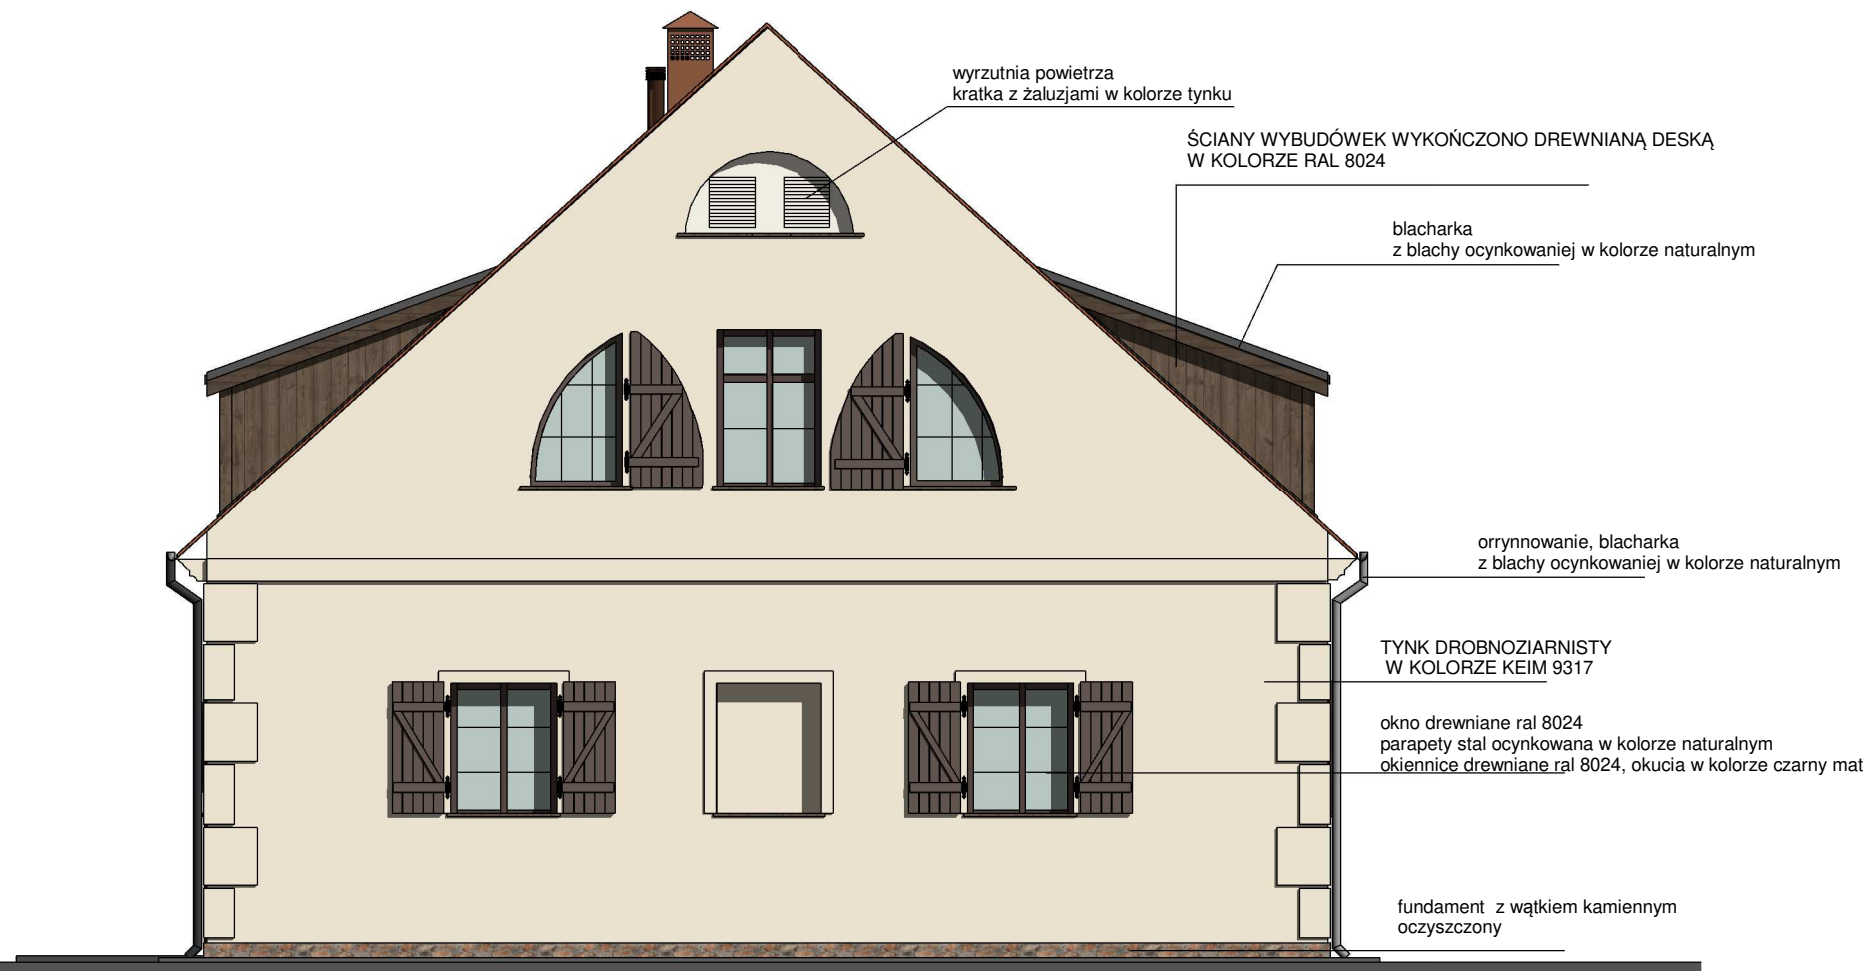 wyrzutnia powietrza
kratka z żaluzjami w kolorze tynku
ŚCIANY WYBUDÓWEK WYKOŃCZONO DREWNIANĄ DESKĄ
W KOLORZE RAL 8024
blacharka
z blachy ocynkowaniej w kolorze naturalnym
orrynnowanie, blacharka
z blachy ocynkowaniej w kolorze naturalnym
TYNK DROBNOZIARNISTY
W KOLORZE KEIM 9317
okno drewniane ral 8024
parapety stal ocynkowana w kolorze naturalnym
okiennice drewniane ral 8024, okucia w kolorze czarny mat
fundament z wątkiem kamiennym
oczyszczony